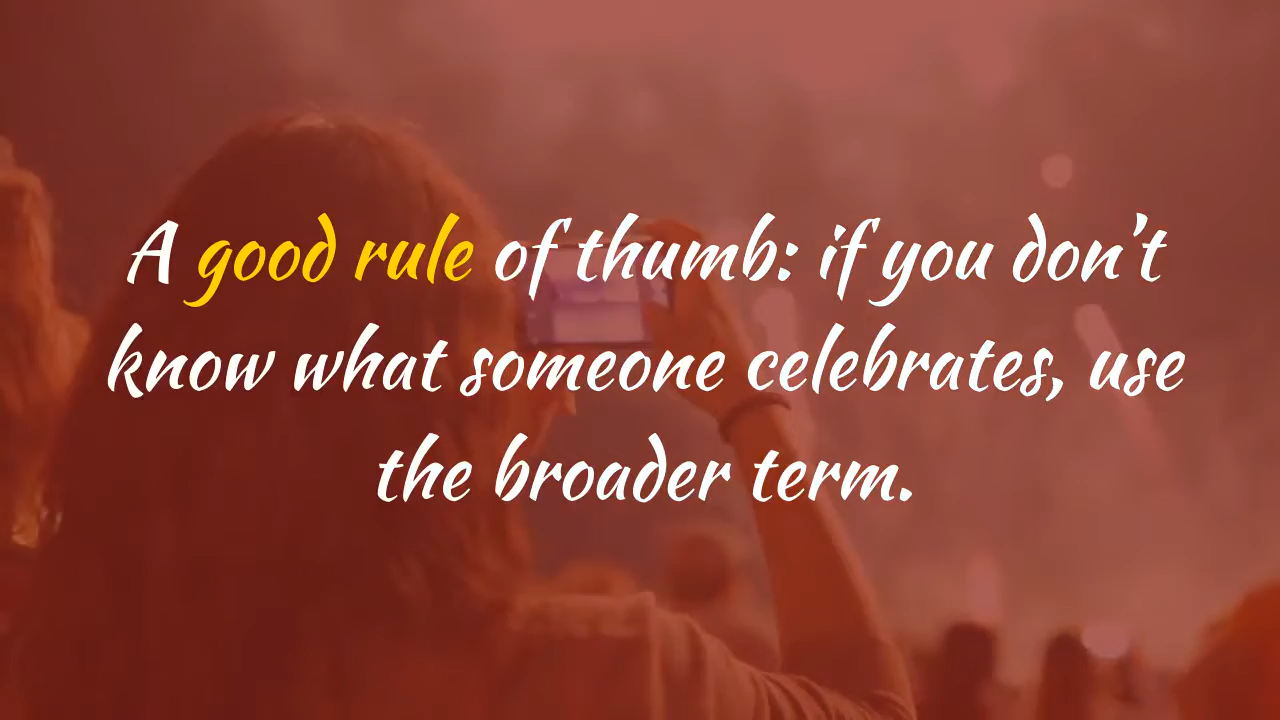 A good rule of thumb: if you don't
know what someone celebrates, use
the broader term.